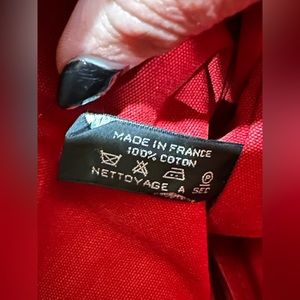 MADE IN FRANCE
100% COTON
NETTOYAGE A SEC